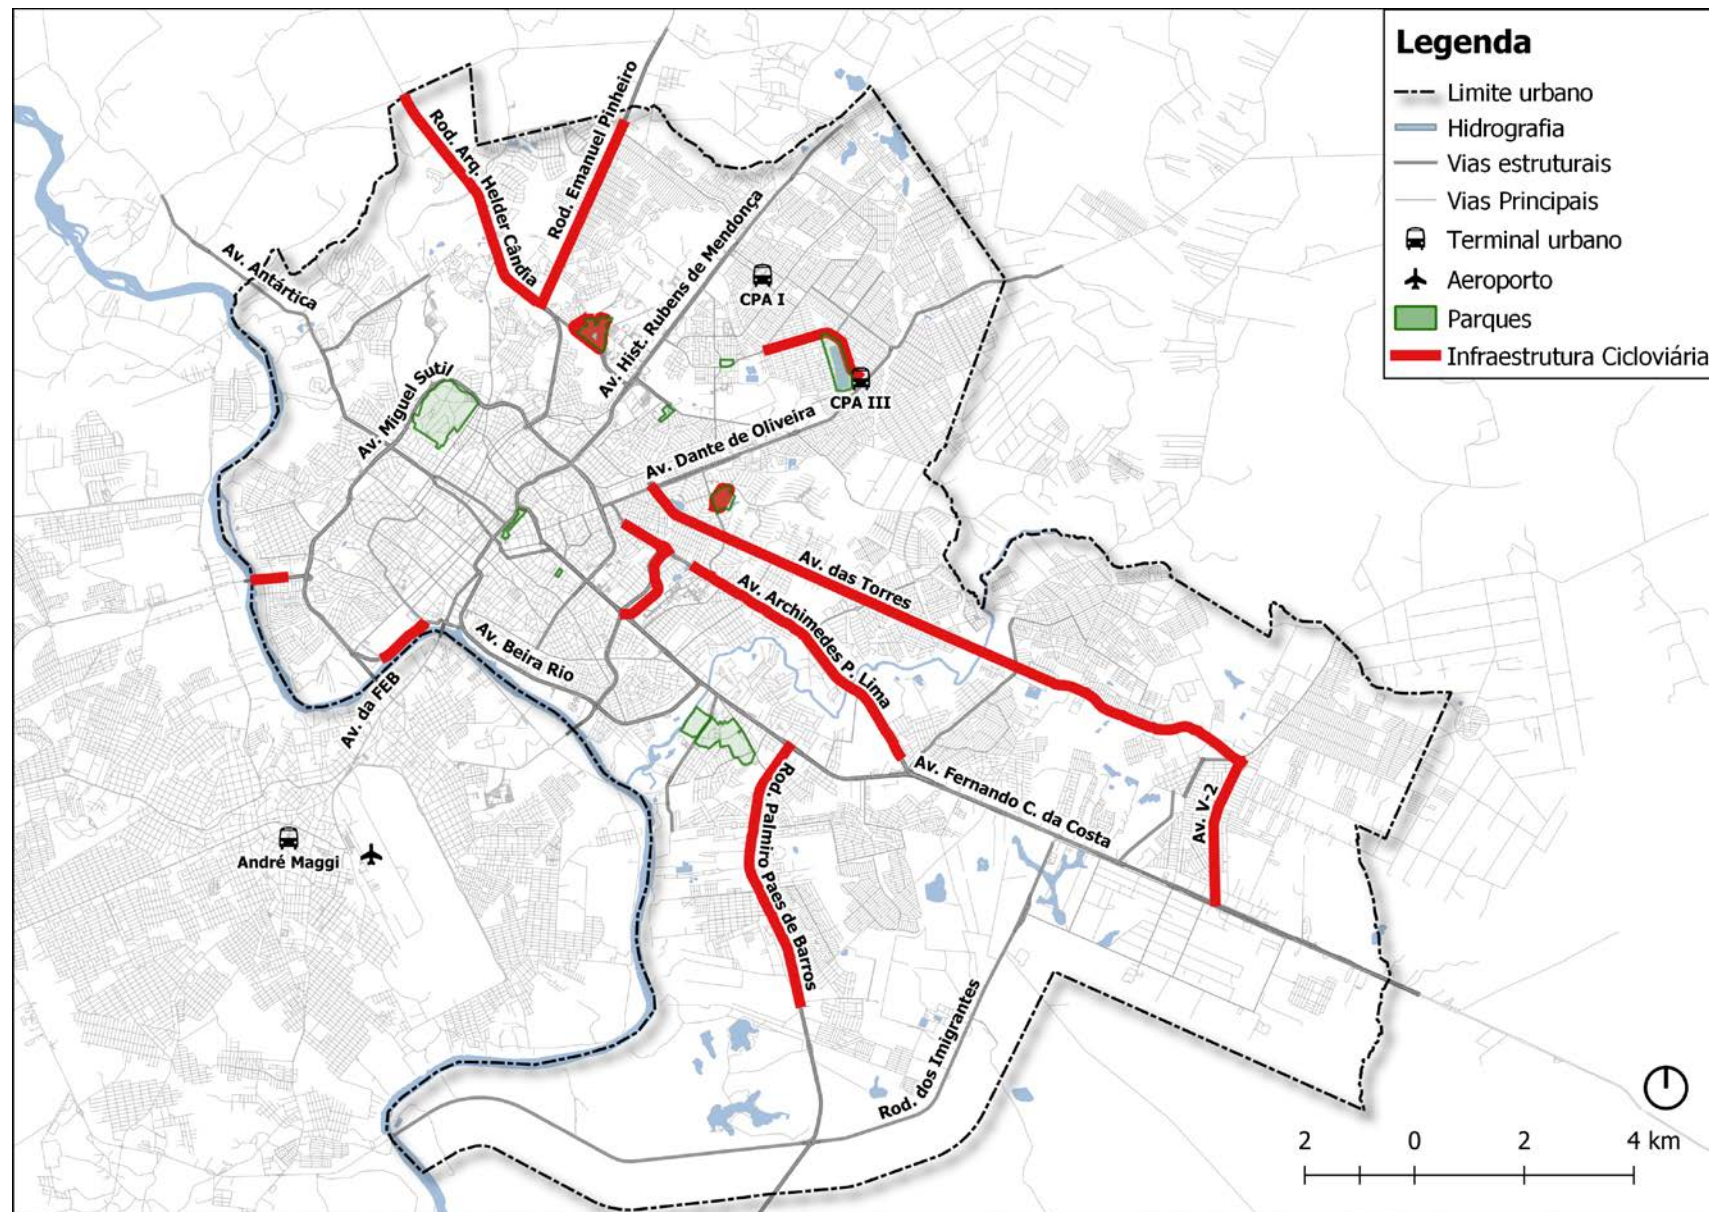 Legenda
Limite urbano
Hidrografia
Vias estruturais
Vias Principais
Terminal urbano
Aeroporto
Parques
Infraestrutura Cicloviária
Rod. Arq. Helder Cândia
Rod. Emanuel Pinheiro
Av. Hist. Rubens de Mendonça
Av. Antártica
CPA I
Av. Miguel Sutil
CPA III
Av. Dante de Oliveira
Av. das Torres
Av. Archimedes P. Lima
Av. Beira Rio
Av. da FEB
Av. Fernando C. da Costa
Av. V-2
Rod. Palmiro Paes de Barros
André Maggi
Rod. dos Imigrantes
2 0 2 4 km